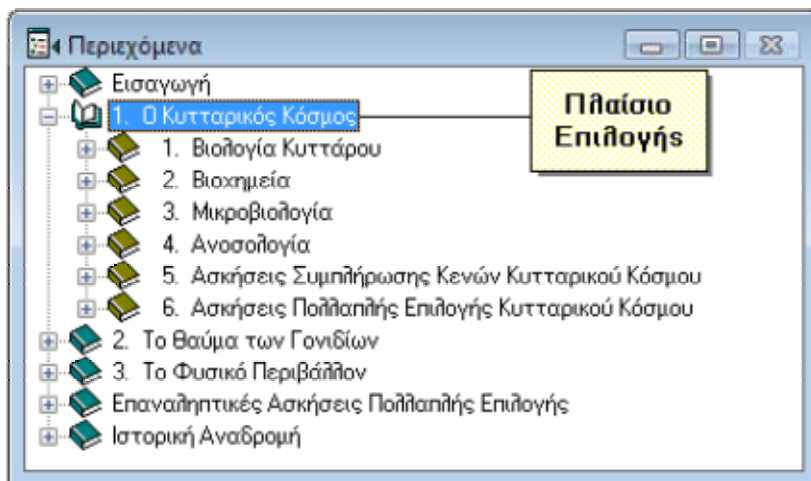 Περιεχόμενα
Εισαγωγή
1. Ο Κυτταρικός Κόσμος
Πλαίσιο
Επιλογής
1. Βιολογία Κυττάρου
2. Βιοχημεία
3. Μικροβιολογία
4. Ανοσολογία
5. Ασκήσεις Συμπλήρωσης Κενών Κυτταρικού Κόσμου
6. Ασκήσεις Πολλαπλής Επιλογής Κυτταρικού Κόσμου
2. Το Θαύμα των Γονιδίων
3. Το Φυσικό Περιβάλλον
Επαναληπτικές Ασκήσεις Πολλαπλής Επιλογής
Ιστορική Αναδρομή